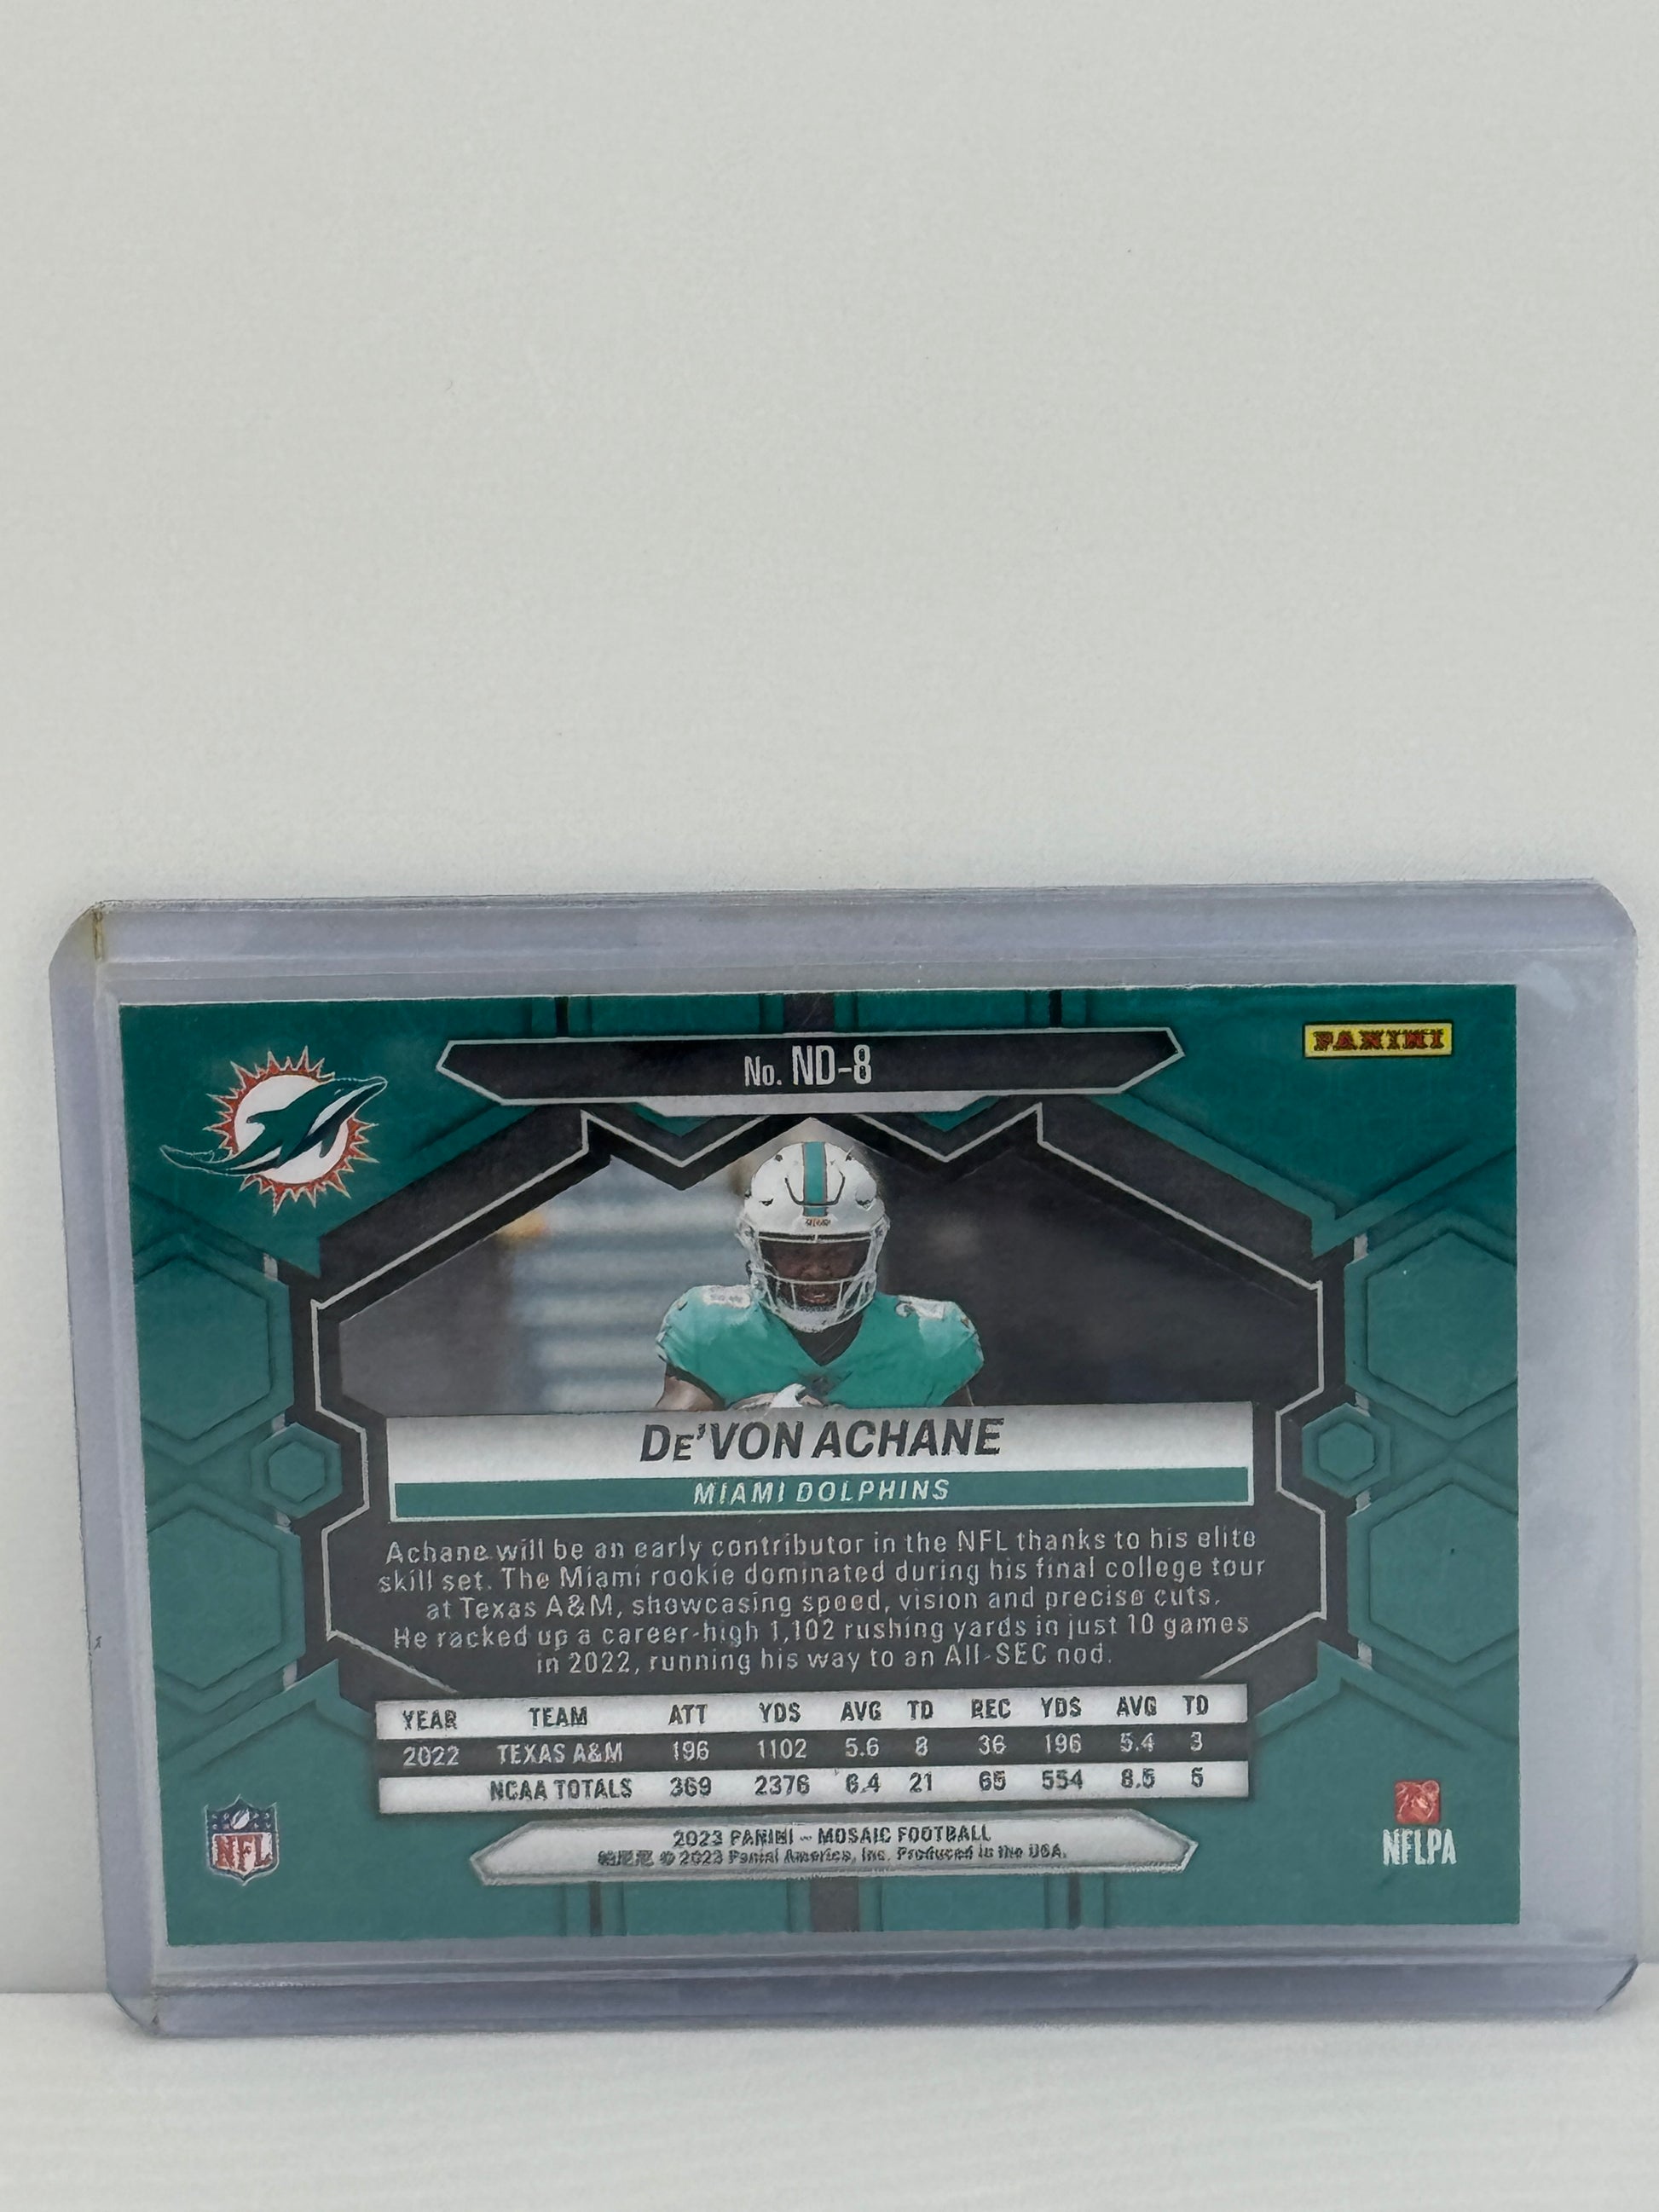 No. ND-8
PANINI
DE'VON ACHANE
MIAMI DOLPHINS
Achane will be an early contributor in the NFL thanks to his elite
skill set. The Miami rookie dominated during his final college tour
at Texas A&M, showcasing speed, vision and precise cuts.
He racked up a career-high 1,102 rushing yards in just 10 games
in 2022, running his way to an All-SEC nod.
YEAR TEAM ATT YDS AVG TD REC YDS AVG TD
2022 TEXAS A&M 196 1102 5.6 8 36 196 5.4 3
NCAA TOTALS 369 2376 6.4 21 65 554 8.5 5
2023 PANINI – MOSAIC FOOTBALL
© 2023 Panini America, Inc. Produced in the USA.
NFL
NFLPA